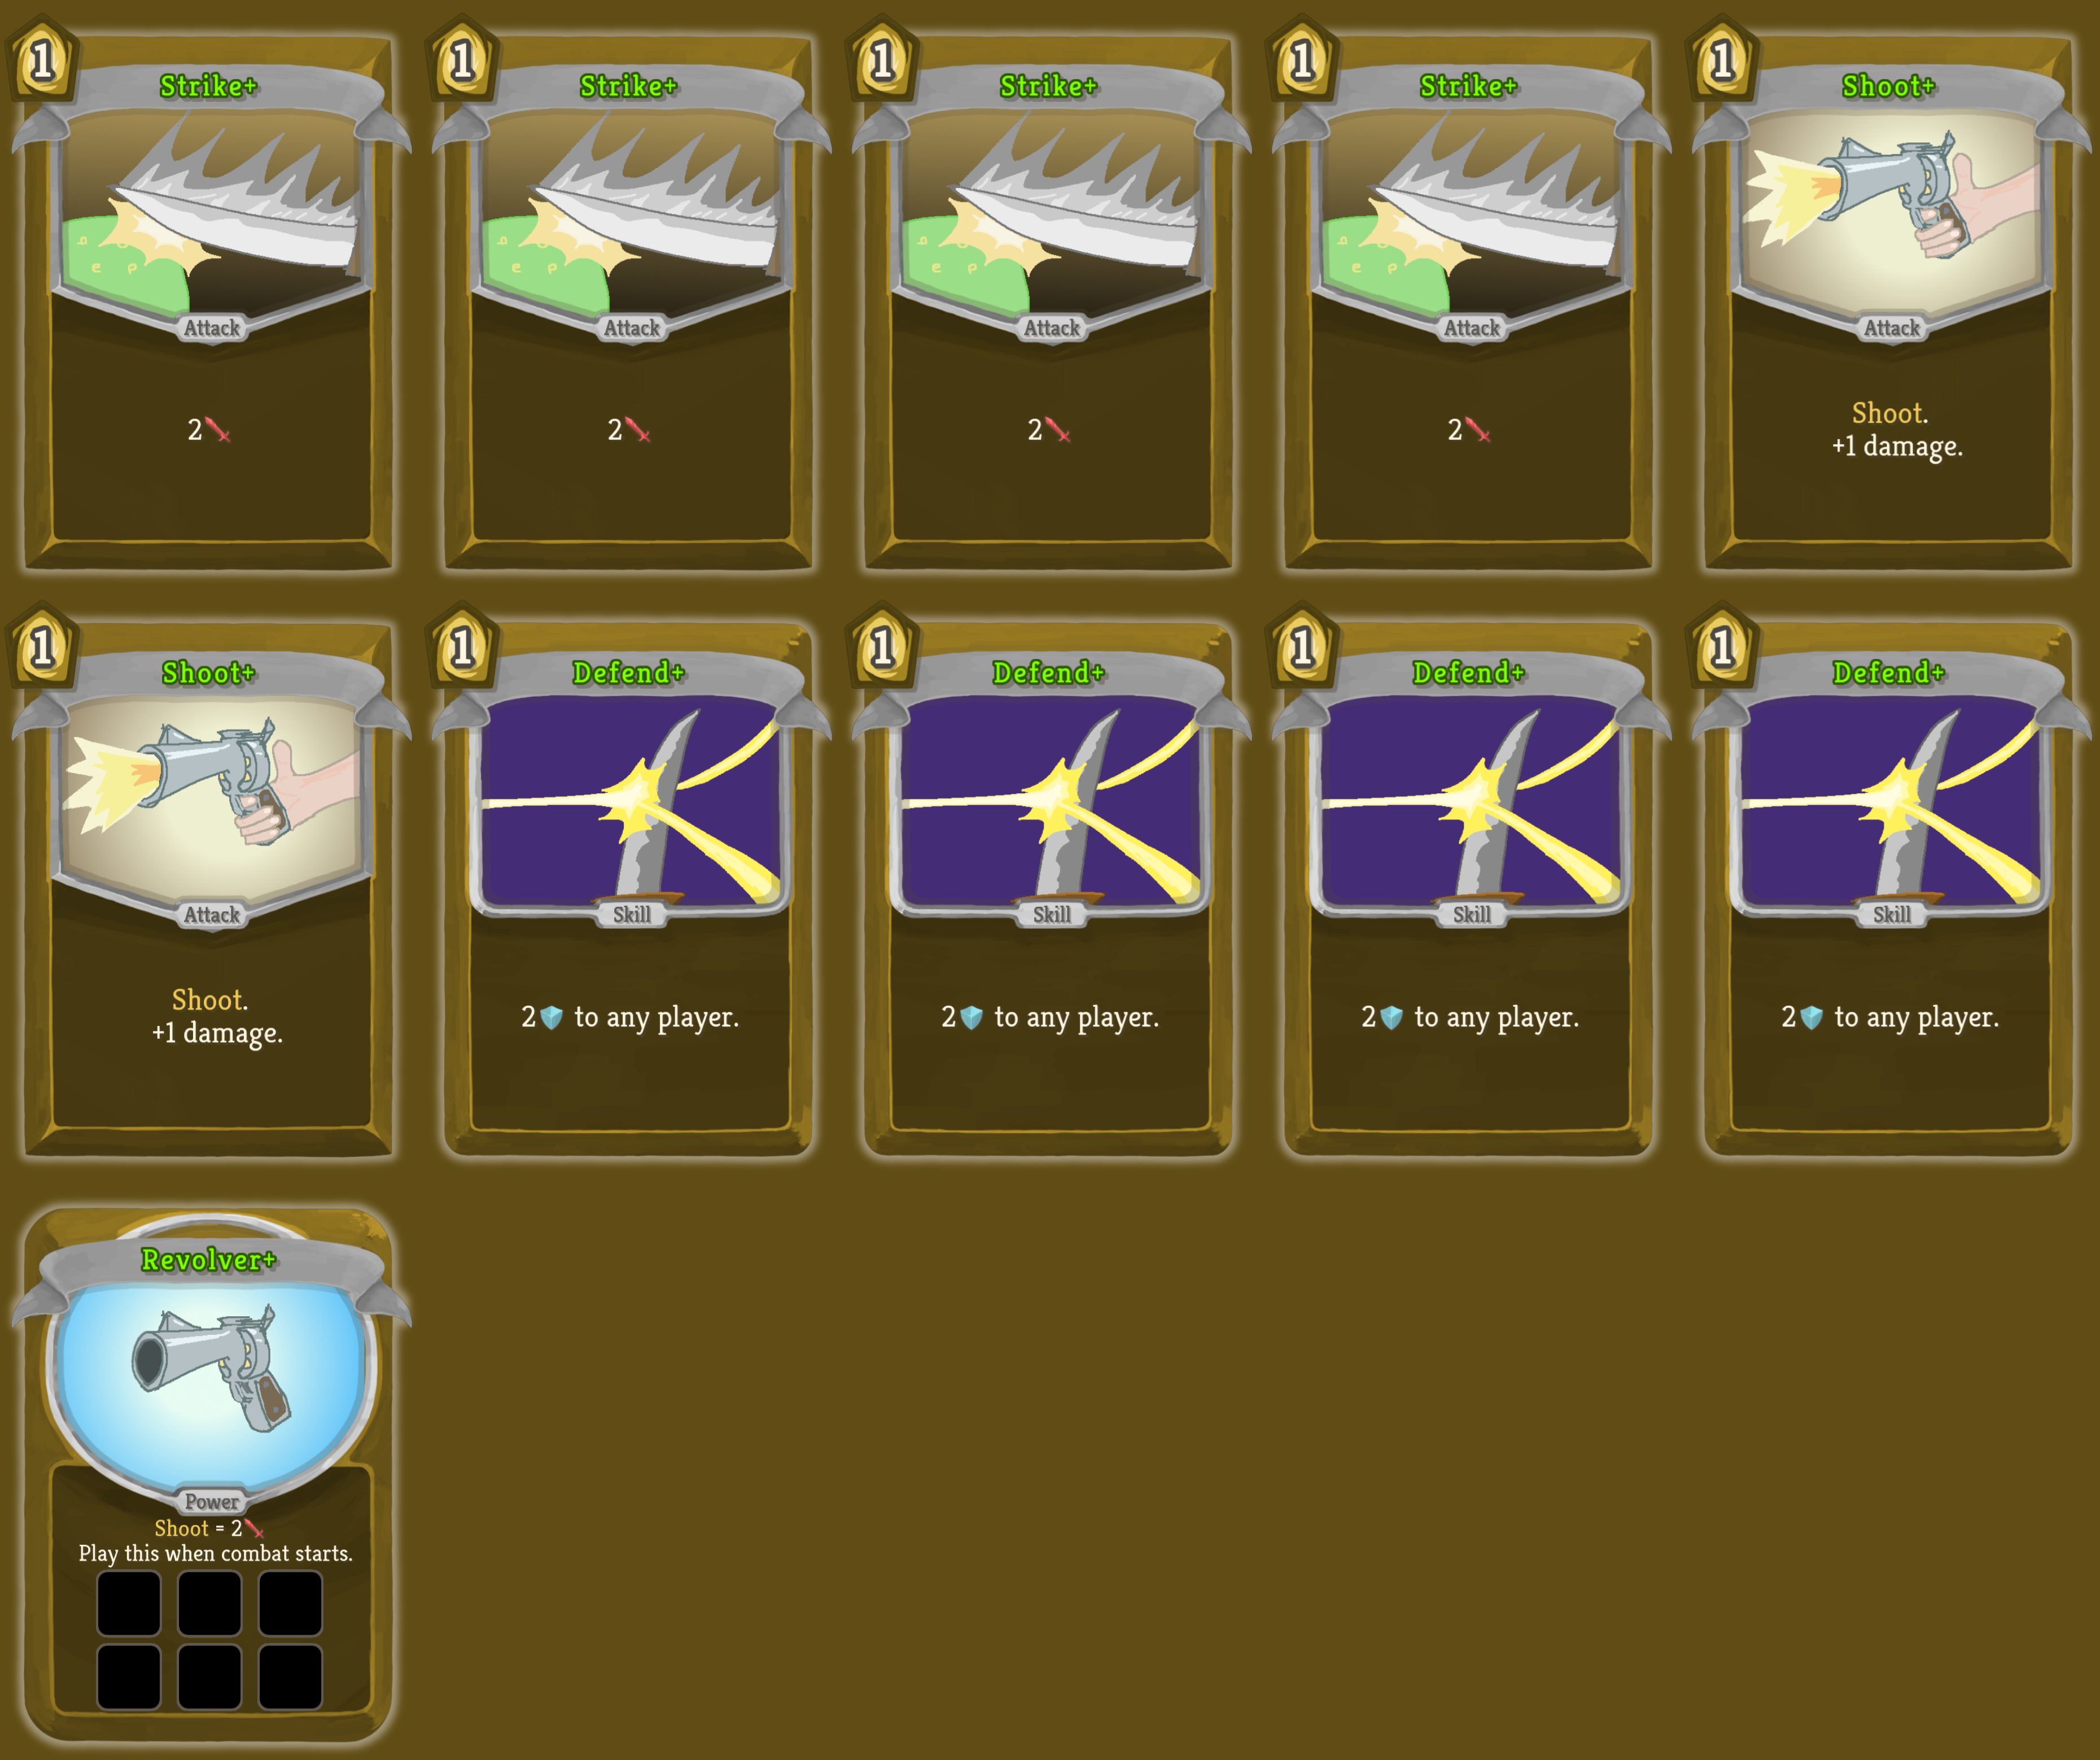 1
Strike+
Attack
2
1
Strike+
Attack
2
1
Strike+
Attack
2
1
Strike+
Attack
2
1
Shoot+
Attack
Shoot.
+1 damage.
1
Shoot+
Attack
Shoot.
+1 damage.
1
Defend+
Skill
2 to any player.
1
Defend+
Skill
2 to any player.
1
Defend+
Skill
2 to any player.
1
Defend+
Skill
2 to any player.
Revolver+
Power
Shoot = 2
Play this when combat starts.